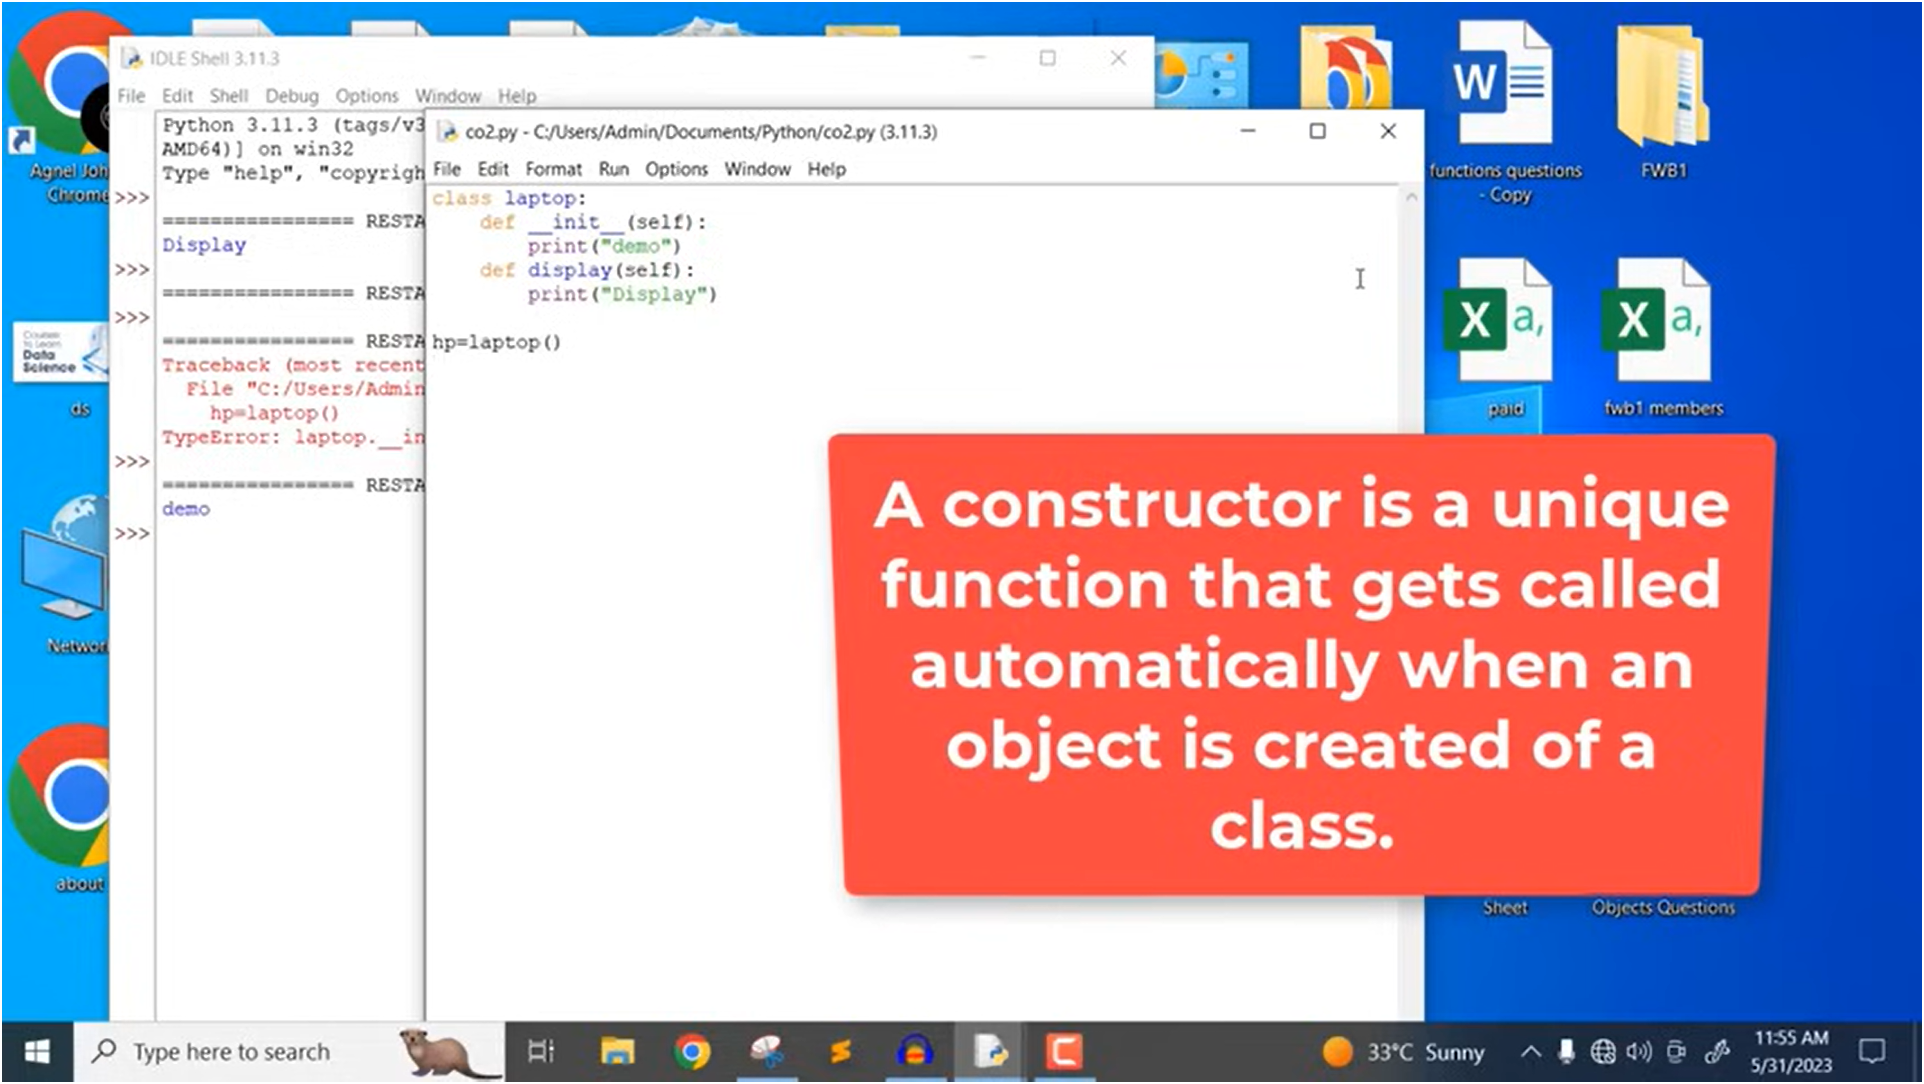 IDLE Shell 3.11.3
File Edit Shell Debug Options Window Help
Python 3.11.3 (tags/v3
AMD64)] on win32
Type "help", "copyrigh
>>>
================ RESTA
Display
>>>
================ RESTA
>>>
================ RESTA
Traceback (most recent
File "C:/Users/Admin
hp=laptop()
TypeError: laptop.__in
>>>
================ RESTA
demo
>>>
co2.py - C:/Users/Admin/Documents/Python/co2.py (3.11.3)
File Edit Format Run Options Window Help
class laptop:
def __init__(self):
print("demo")
def display(self):
print("Display")
hp=laptop()
A constructor is a unique
function that gets called
automatically when an
object is created of a
class.
Agnel Joh
Chrome
Courses
to Learn
Data
Science
ds
Network
about
W
functions questions
- Copy
FWB1
X a,
paid
X a,
fwb1 members
Sheet
Objects Questions
Type here to search
33°C Sunny
11:55 AM
5/31/2023